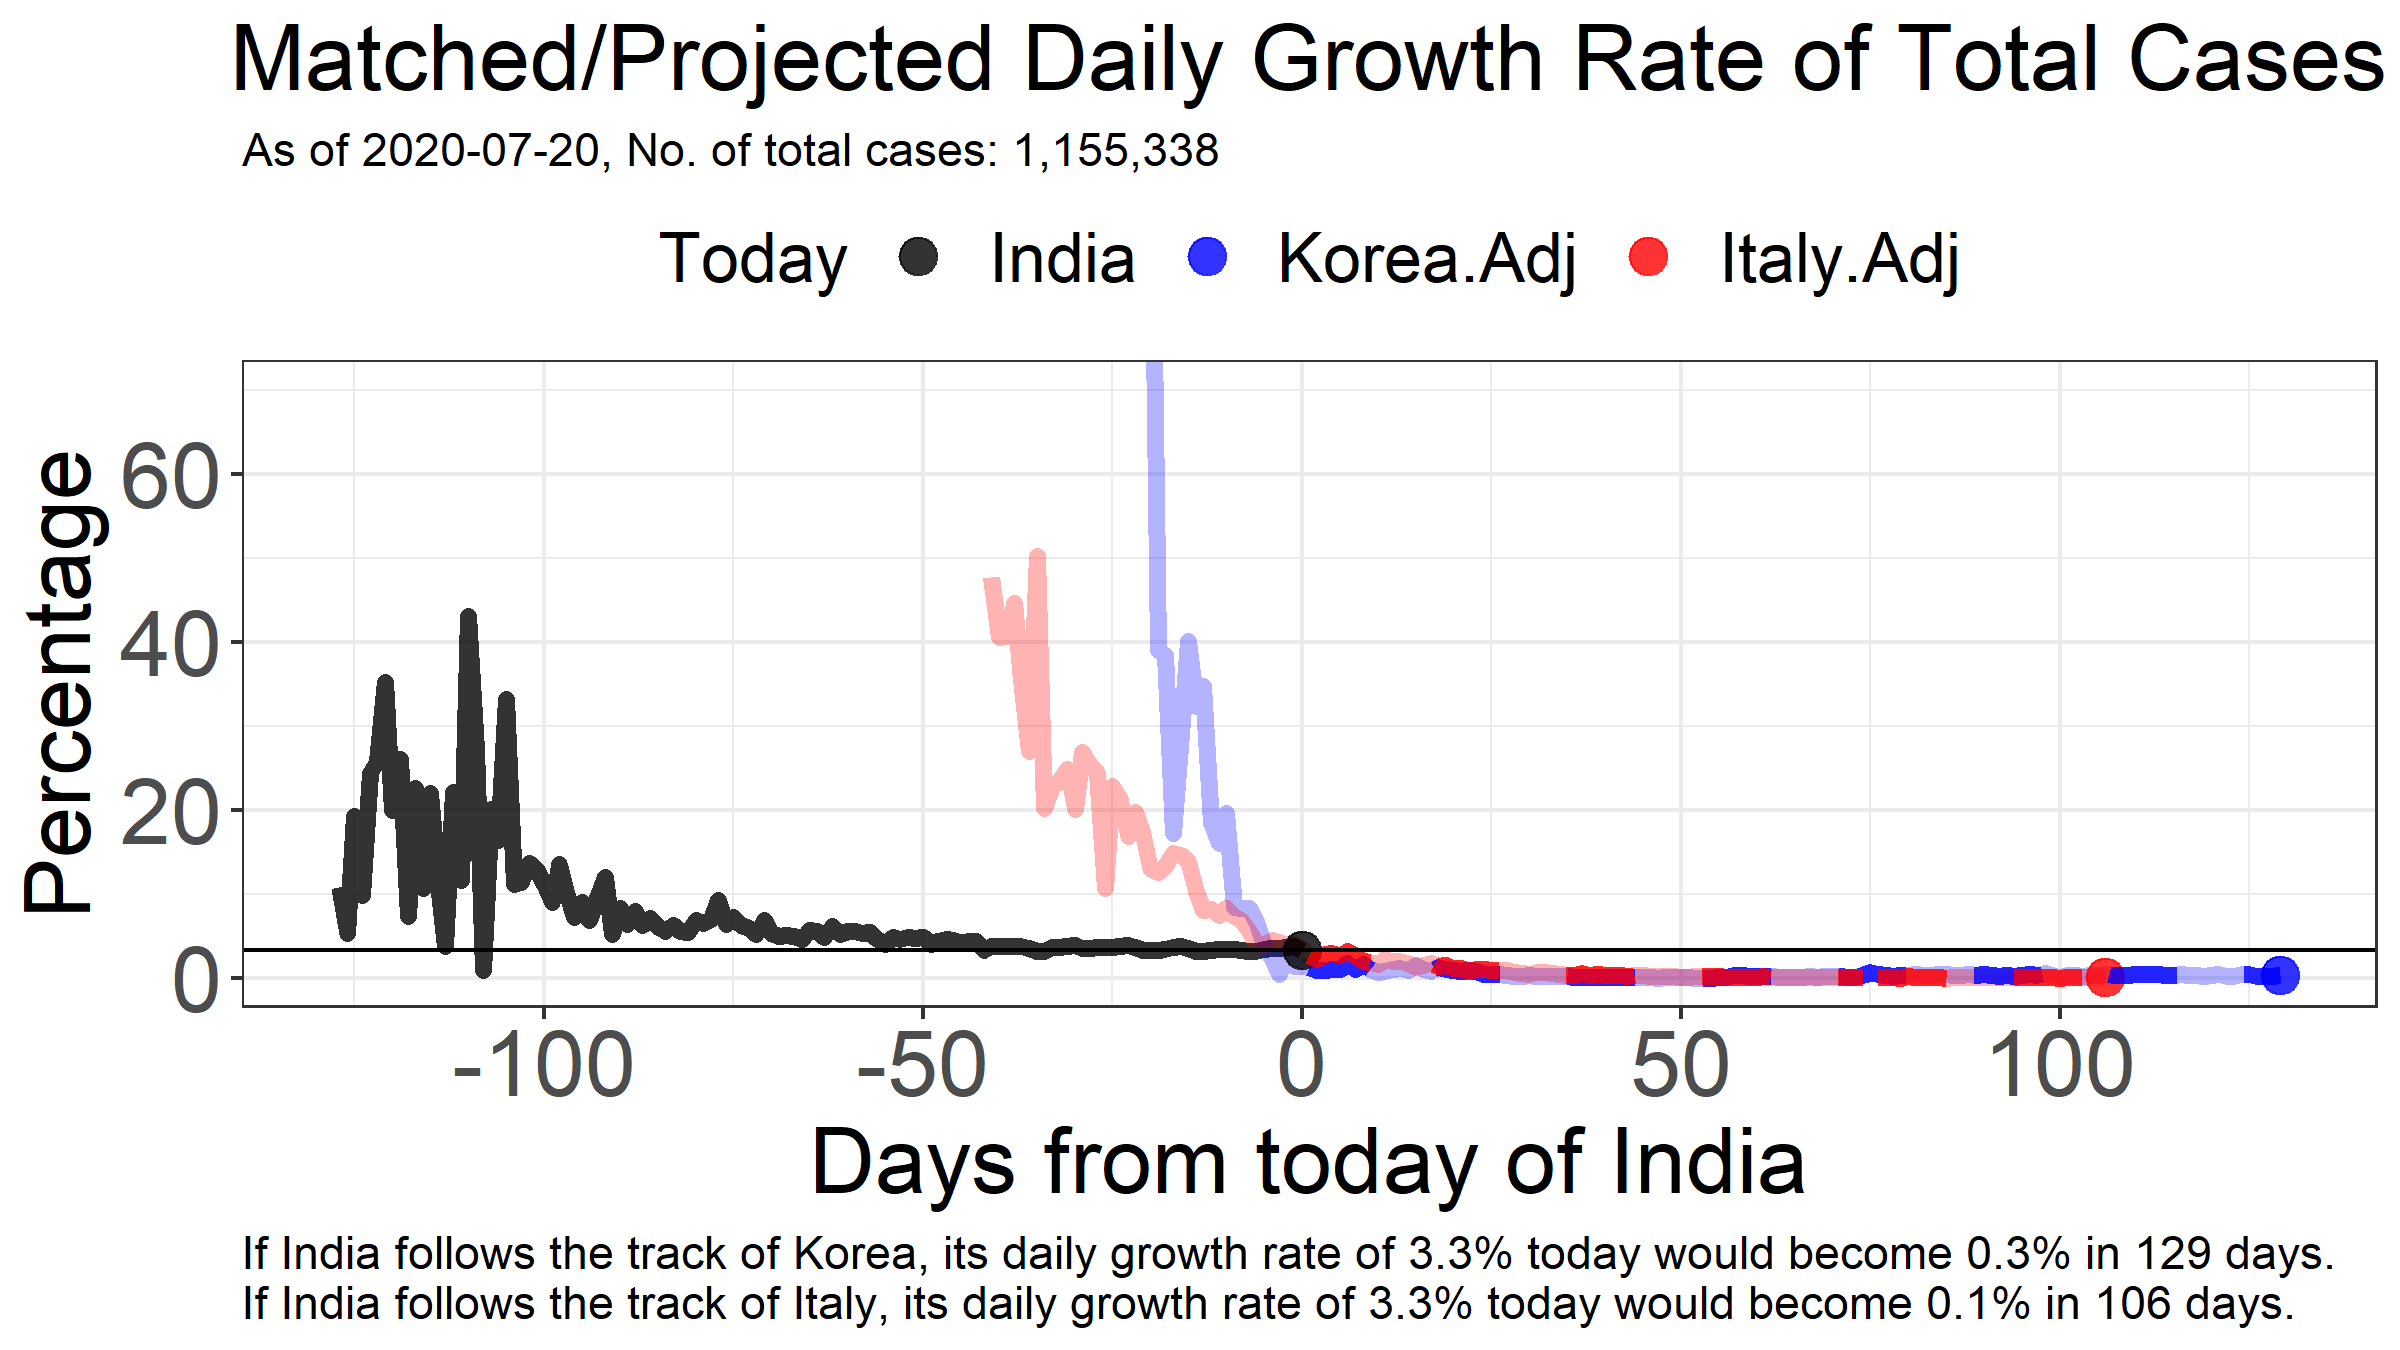 Matched/Projected Daily Growth Rate of Total Cases
As of 2020-07-20, No. of total cases: 1,155,338
Today India Korea.Adj Italy.Adj
Percentage
60
40
20
0
-100 -50 0 50 100
Days from today of India
If India follows the track of Korea, its daily growth rate of 3.3% today would become 0.3% in 129 days.
If India follows the track of Italy, its daily growth rate of 3.3% today would become 0.1% in 106 days.